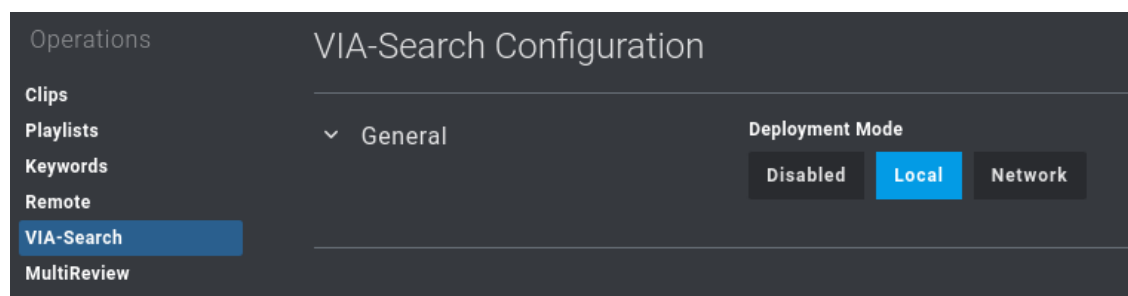 Operations
Clips
Playlists
Keywords
Remote
VIA-Search
MultiReview
VIA-Search Configuration
General
Deployment Mode
Disabled Local Network